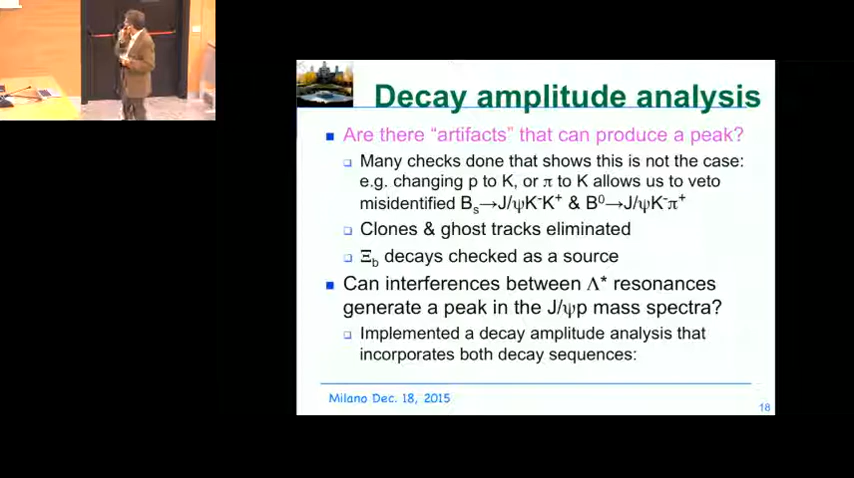 Decay amplitude analysis
Are there “artifacts” that can produce a peak?
Many checks done that shows this is not the case:
e.g. changing p to K, or π to K allows us to veto
misidentified Bs→J/ψK⁻K⁺ & B⁰→J/ψK⁻π⁺
Clones & ghost tracks eliminated
Ξb decays checked as a source
Can interferences between Λ* resonances
generate a peak in the J/ψp mass spectra?
Implemented a decay amplitude analysis that
incorporates both decay sequences:
Milano Dec. 18, 2015
18